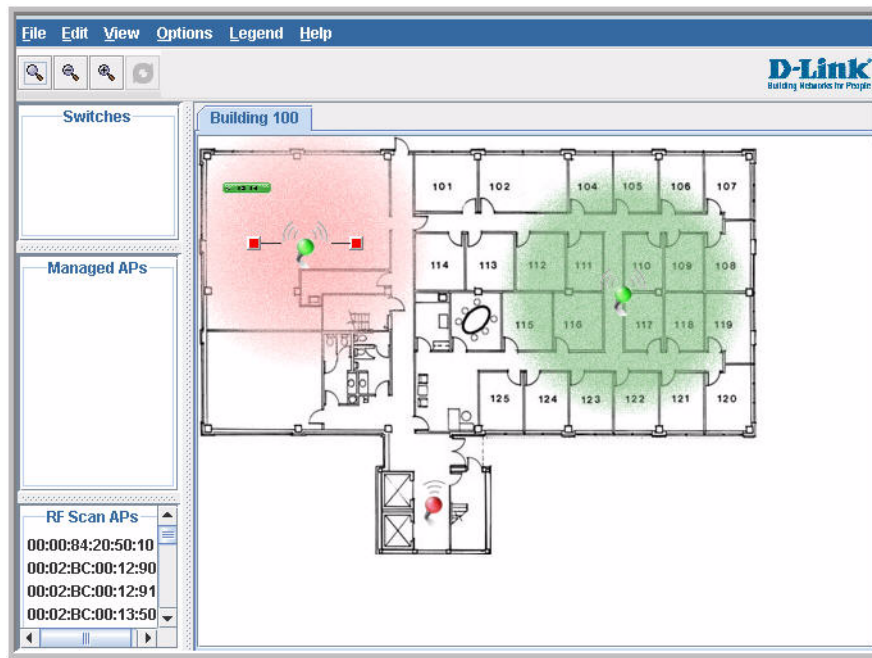 File Edit View Options Legend Help
D-Link
Building Networks for People
Switches
Building 100
Managed APs
RF Scan APs
00:00:84:20:50:10
00:02:BC:00:12:90
00:02:BC:00:12:91
00:02:BC:00:13:50
101 102 104 105 106 107
114 113 112 111 110 109 108
115 116 117 118 119
125 124 123 122 121 120